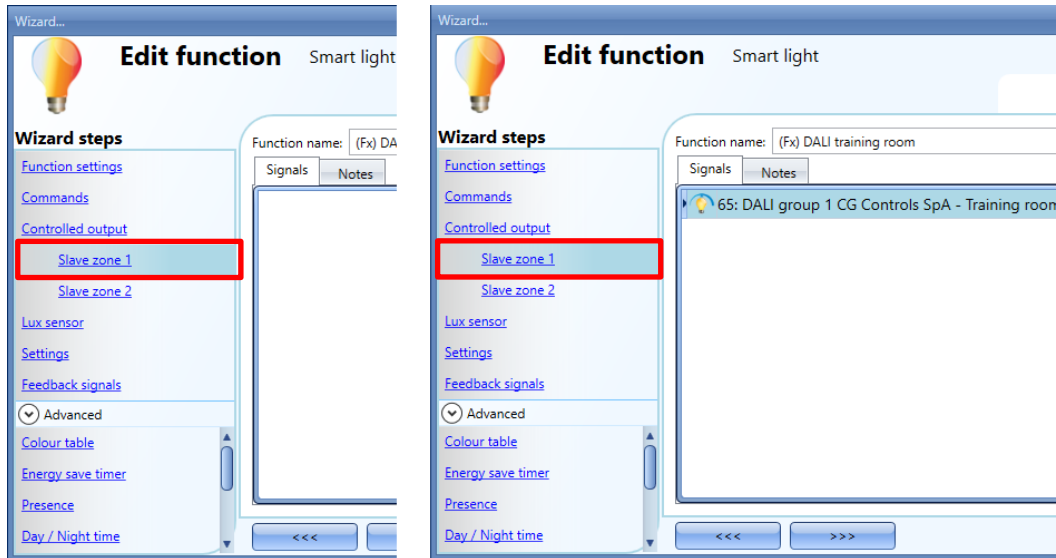 Wizard...
Edit function Smart light
Wizard steps
Function settings
Commands
Controlled output
Slave zone 1
Slave zone 2
Lux sensor
Settings
Feedback signals
Advanced
Colour table
Energy save timer
Presence
Day / Night time
Function name: (Fx) DA
Signals Notes
<<<
Wizard...
Edit function Smart light
Wizard steps
Function settings
Commands
Controlled output
Slave zone 1
Slave zone 2
Lux sensor
Settings
Feedback signals
Advanced
Colour table
Energy save timer
Presence
Day / Night time
Function name: (Fx) DALI training room
Signals Notes
65: DALI group 1 CG Controls SpA - Training room
<<< >>>